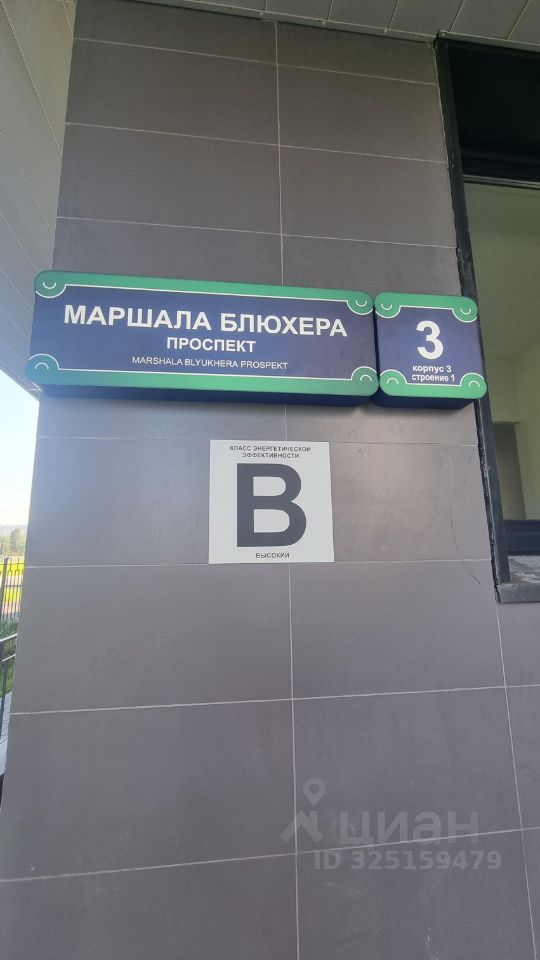 МАРШАЛА БЛЮХЕРА
ПРОСПЕКТ
MARSHALA BLYUKHERA PROSPEKT
3
корпус 3
строение 1
КЛАСС ЭНЕРГЕТИЧЕСКОЙ
ЭФФЕКТИВНОСТИ
B
ВЫСОКИЙ
циан
ID 325159479